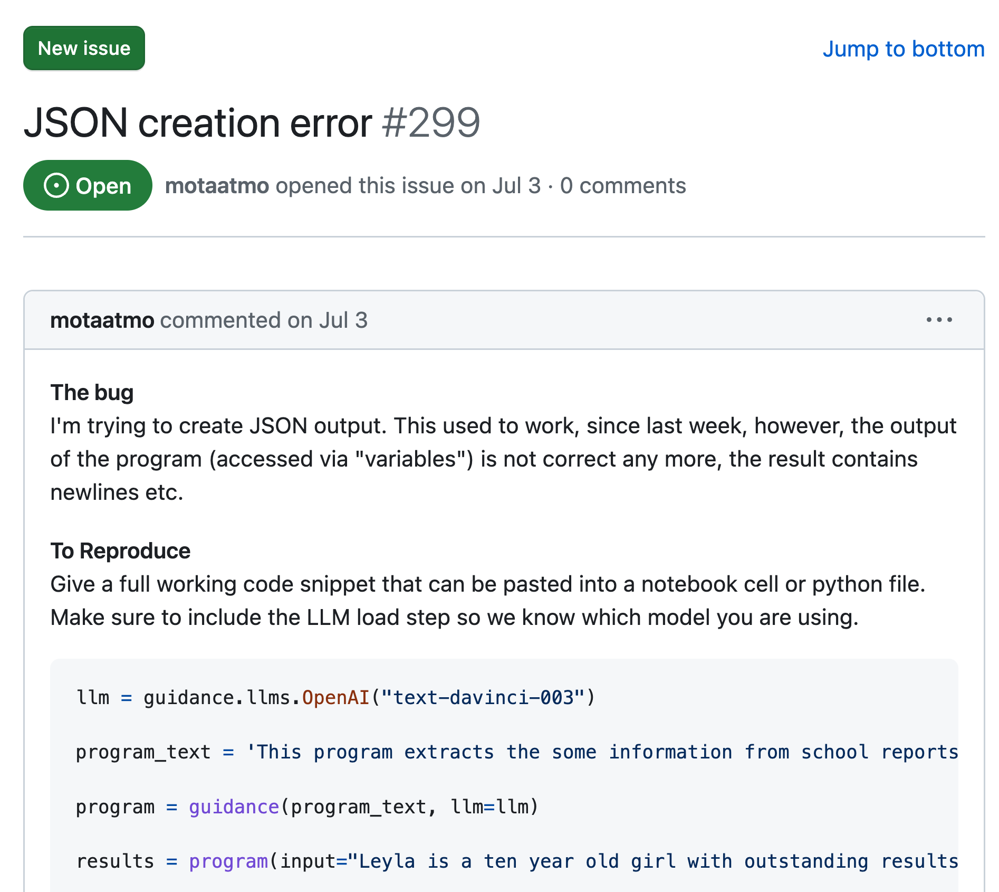 New issue
Jump to bottom
JSON creation error #299
Open
motaatmo opened this issue on Jul 3 · 0 comments
motaatmo commented on Jul 3
The bug
I'm trying to create JSON output. This used to work, since last week, however, the output
of the program (accessed via "variables") is not correct any more, the result contains
newlines etc.
To Reproduce
Give a full working code snippet that can be pasted into a notebook cell or python file.
Make sure to include the LLM load step so we know which model you are using.
llm = guidance.llms.OpenAI("text-davinci-003")
program_text = 'This program extracts the some information from school reports
program = guidance(program_text, llm=llm)
results = program(input="Leyla is a ten year old girl with outstanding results